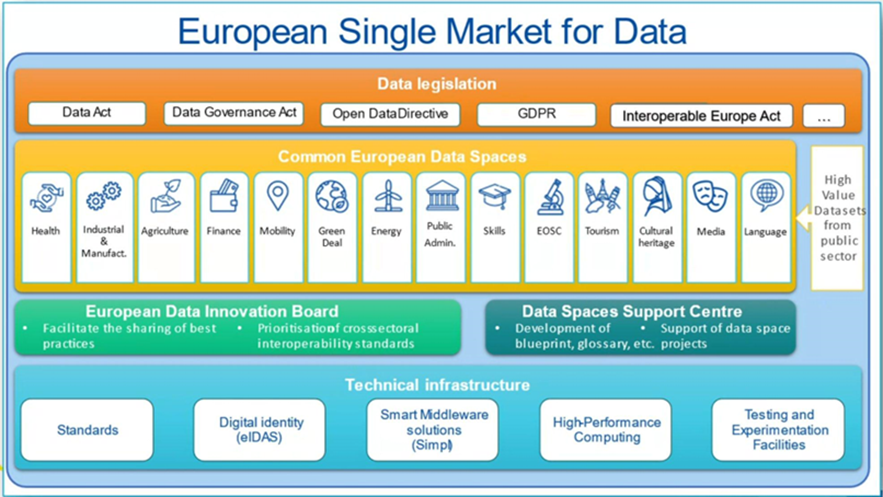 European Single Market for Data
Data legislation
Data Act
Data Governance Act
Open DataDirective
GDPR
Interoperable Europe Act
...
Common European Data Spaces
Health
Industrial
&
Manufact.
Agriculture
Finance
Mobility
Green
Deal
Energy
Public
Admin.
Skills
EOSC
Tourism
Cultural
heritage
Media
Language
High
Value
Datasets
from
public
sector
European Data Innovation Board
• Facilitate the sharing of best
practices
• Prioritisation of crosssectoral
interoperability standards
Data Spaces Support Centre
• Development of
blueprint, glossary, etc.
• Support of data space
projects
Technical infrastructure
Standards
Digital identity
(eIDAS)
Smart Middleware
solutions
(Simpl)
High-Performance
Computing
Testing and
Experimentation
Facilities